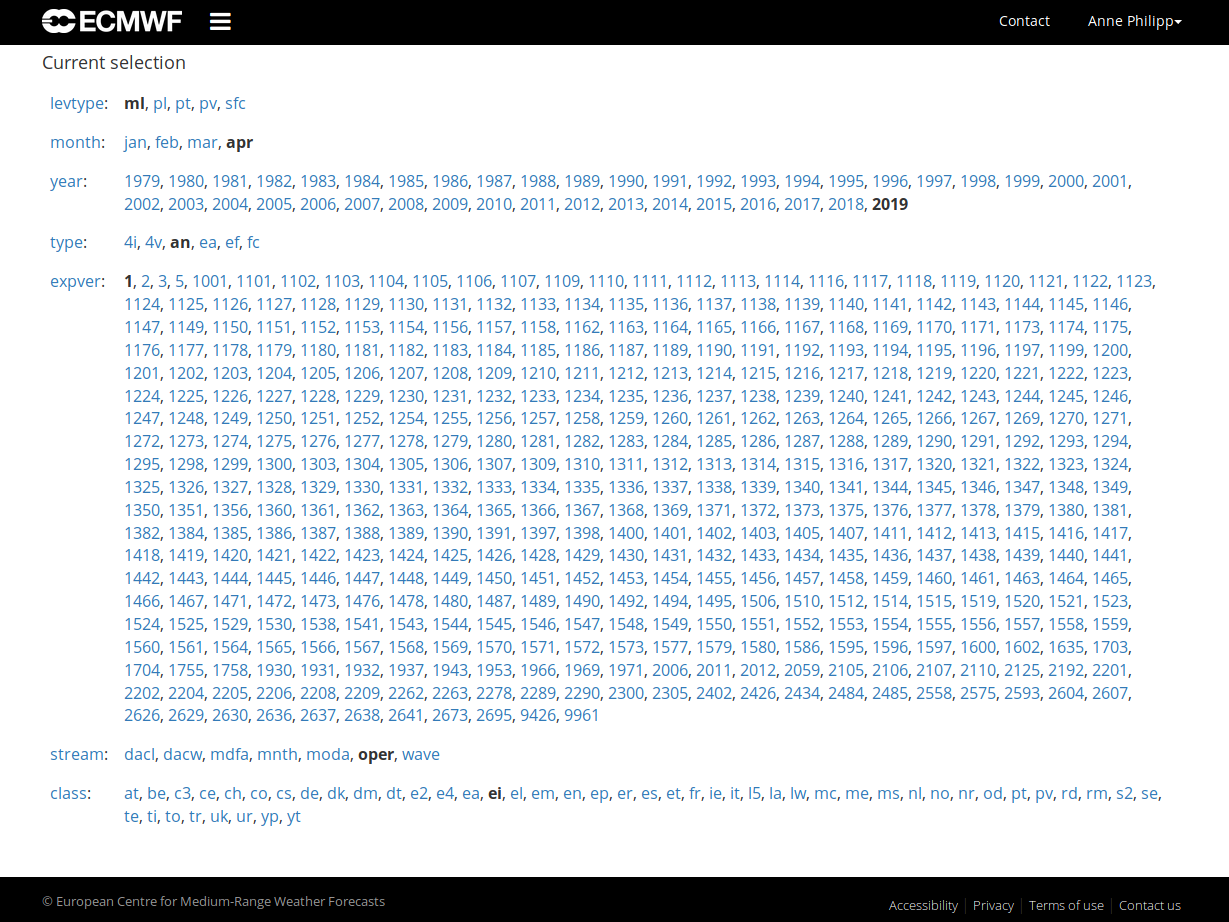 ECMWF Contact Anne Philipp
Current selection
levtype: ml, pl, pt, pv, sfc
month: jan, feb, mar, apr
year: 1979, 1980, 1981, 1982, 1983, 1984, 1985, 1986, 1987, 1988, 1989, 1990, 1991, 1992, 1993, 1994, 1995, 1996, 1997, 1998, 1999, 2000, 2001,
2002, 2003, 2004, 2005, 2006, 2007, 2008, 2009, 2010, 2011, 2012, 2013, 2014, 2015, 2016, 2017, 2018, 2019
type: 4i, 4v, an, ea, ef, fc
expver: 1, 2, 3, 5, 1001, 1101, 1102, 1103, 1104, 1105, 1106, 1107, 1109, 1110, 1111, 1112, 1113, 1114, 1116, 1117, 1118, 1119, 1120, 1121, 1122, 1123,
1124, 1125, 1126, 1127, 1128, 1129, 1130, 1131, 1132, 1133, 1134, 1135, 1136, 1137, 1138, 1139, 1140, 1141, 1142, 1143, 1144, 1145, 1146,
1147, 1149, 1150, 1151, 1152, 1153, 1154, 1156, 1157, 1158, 1162, 1163, 1164, 1165, 1166, 1167, 1168, 1169, 1170, 1171, 1173, 1174, 1175,
1176, 1177, 1178, 1179, 1180, 1181, 1182, 1183, 1184, 1185, 1186, 1187, 1189, 1190, 1191, 1192, 1193, 1194, 1195, 1196, 1197, 1199, 1200,
1201, 1202, 1203, 1204, 1205, 1206, 1207, 1208, 1209, 1210, 1211, 1212, 1213, 1214, 1215, 1216, 1217, 1218, 1219, 1220, 1221, 1222, 1223,
1224, 1225, 1226, 1227, 1228, 1229, 1230, 1231, 1232, 1233, 1234, 1235, 1236, 1237, 1238, 1239, 1240, 1241, 1242, 1243, 1244, 1245, 1246,
1247, 1248, 1249, 1250, 1251, 1252, 1254, 1255, 1256, 1257, 1258, 1259, 1260, 1261, 1262, 1263, 1264, 1265, 1266, 1267, 1269, 1270, 1271,
1272, 1273, 1274, 1275, 1276, 1277, 1278, 1279, 1280, 1281, 1282, 1283, 1284, 1285, 1286, 1287, 1288, 1289, 1290, 1291, 1292, 1293, 1294,
1295, 1298, 1299, 1300, 1303, 1304, 1305, 1306, 1307, 1309, 1310, 1311, 1312, 1313, 1314, 1315, 1316, 1317, 1320, 1321, 1322, 1323, 1324,
1325, 1326, 1327, 1328, 1329, 1330, 1331, 1332, 1333, 1334, 1335, 1336, 1337, 1338, 1339, 1340, 1341, 1344, 1345, 1346, 1347, 1348, 1349,
1350, 1351, 1356, 1360, 1361, 1362, 1363, 1364, 1365, 1366, 1367, 1368, 1369, 1371, 1372, 1373, 1375, 1376, 1377, 1378, 1379, 1380, 1381,
1382, 1384, 1385, 1386, 1387, 1388, 1389, 1390, 1391, 1397, 1398, 1400, 1401, 1402, 1403, 1405, 1407, 1411, 1412, 1413, 1415, 1416, 1417,
1418, 1419, 1420, 1421, 1422, 1423, 1424, 1425, 1426, 1428, 1429, 1430, 1431, 1432, 1433, 1434, 1435, 1436, 1437, 1438, 1439, 1440, 1441,
1442, 1443, 1444, 1445, 1446, 1447, 1448, 1449, 1450, 1451, 1452, 1453, 1454, 1455, 1456, 1457, 1458, 1459, 1460, 1461, 1463, 1464, 1465,
1466, 1467, 1471, 1472, 1473, 1476, 1478, 1480, 1487, 1489, 1490, 1492, 1494, 1495, 1506, 1510, 1512, 1514, 1515, 1519, 1520, 1521, 1523,
1524, 1525, 1529, 1530, 1538, 1541, 1543, 1544, 1545, 1546, 1547, 1548, 1549, 1550, 1551, 1552, 1553, 1554, 1555, 1556, 1557, 1558, 1559,
1560, 1561, 1564, 1565, 1566, 1567, 1568, 1569, 1570, 1571, 1572, 1573, 1577, 1579, 1580, 1586, 1595, 1596, 1597, 1600, 1602, 1635, 1703,
1704, 1755, 1758, 1930, 1931, 1932, 1937, 1943, 1953, 1966, 1969, 1971, 2006, 2011, 2012, 2059, 2105, 2106, 2107, 2110, 2125, 2192, 2201,
2202, 2204, 2205, 2206, 2208, 2209, 2262, 2263, 2278, 2289, 2290, 2300, 2305, 2402, 2426, 2434, 2484, 2485, 2558, 2575, 2593, 2604, 2607,
2626, 2629, 2630, 2636, 2637, 2638, 2641, 2673, 2695, 9426, 9961
stream: dacl, dacw, mdfa, mnth, moda, oper, wave
class: at, be, c3, ce, ch, co, cs, de, dk, dm, dt, e2, e4, ea, ei, el, em, en, ep, er, es, et, fr, ie, it, l5, la, lw, mc, me, ms, nl, no, nr, od, pt, pv, rd, rm, s2, se,
te, ti, to, tr, uk, ur, yp, yt
© European Centre for Medium-Range Weather Forecasts Accessibility Privacy Terms of use Contact us